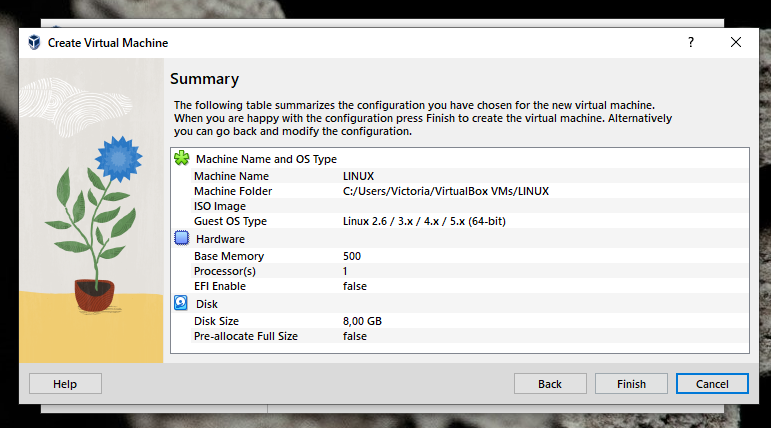 Create Virtual Machine
?
Summary
The following table summarizes the configuration you have chosen for the new virtual machine.
When you are happy with the configuration press Finish to create the virtual machine. Alternatively
you can go back and modify the configuration.
Machine Name and OS Type
Machine Name LINUX
Machine Folder C:/Users/Victoria/VirtualBox VMs/LINUX
ISO Image
Guest OS Type Linux 2.6 / 3.x / 4.x / 5.x (64-bit)
Hardware
Base Memory 500
Processor(s) 1
EFI Enable false
Disk
Disk Size 8,00 GB
Pre-allocate Full Size false
Help Back Finish Cancel